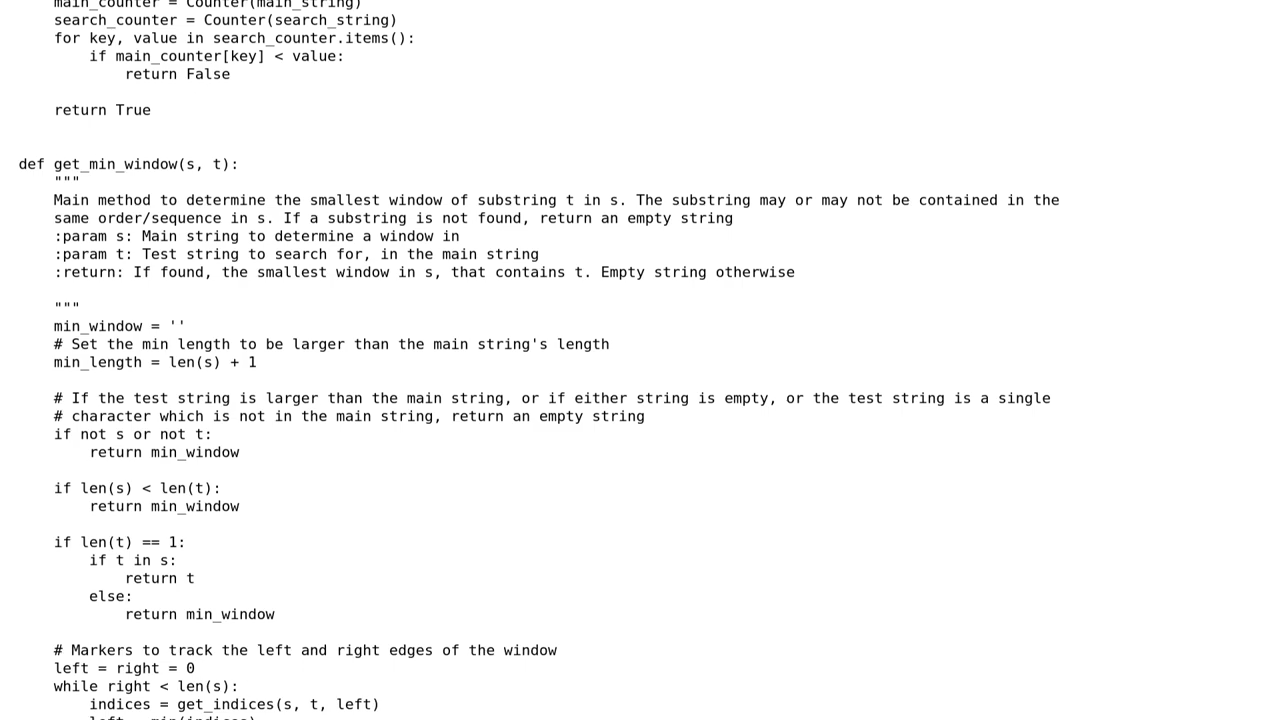 main_counter = Counter(main_string)
    search_counter = Counter(search_string)
    for key, value in search_counter.items():
        if main_counter[key] < value:
            return False

    return True


def get_min_window(s, t):
    """
    Main method to determine the smallest window of substring t in s. The substring may or may not be contained in the
    same order/sequence in s. If a substring is not found, return an empty string
    :param s: Main string to determine a window in
    :param t: Test string to search for, in the main string
    :return: If found, the smallest window in s, that contains t. Empty string otherwise

    """
    min_window = ''
    # Set the min length to be larger than the main string's length
    min_length = len(s) + 1

    # If the test string is larger than the main string, or if either string is empty, or the test string is a single
    # character which is not in the main string, return an empty string
    if not s or not t:
        return min_window

    if len(s) < len(t):
        return min_window

    if len(t) == 1:
        if t in s:
            return t
        else:
            return min_window

    # Markers to track the left and right edges of the window
    left = right = 0
    while right < len(s):
        indices = get_indices(s, t, left)
        left = min(indices)